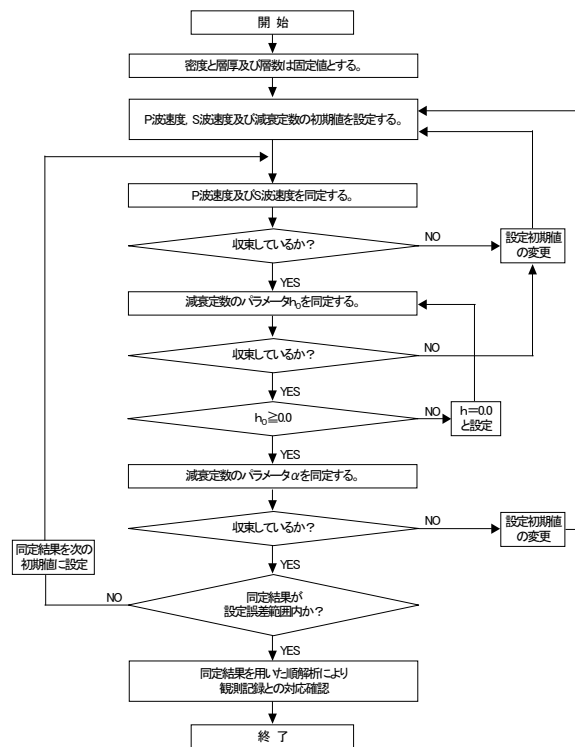 開 始
密度と層厚及び層数は固定値とする。
P波速度, S波速度及び減衰定数の初期値を設定する。
P波速度及びS波速度を同定する。
収束しているか？
NO
設定初期値
の変更
YES
減衰定数のパラメータh₀を同定する。
収束しているか？
NO
YES
h₀≧0.0
NO
h＝0.0
と設定
YES
減衰定数のパラメータαを同定する。
収束しているか？
NO
設定初期値
の変更
同定結果を次の
初期値に設定
YES
同定結果が
設定誤差範囲内か？
NO
YES
同定結果を用いた順解析により
観測記録との対応確認
終 了